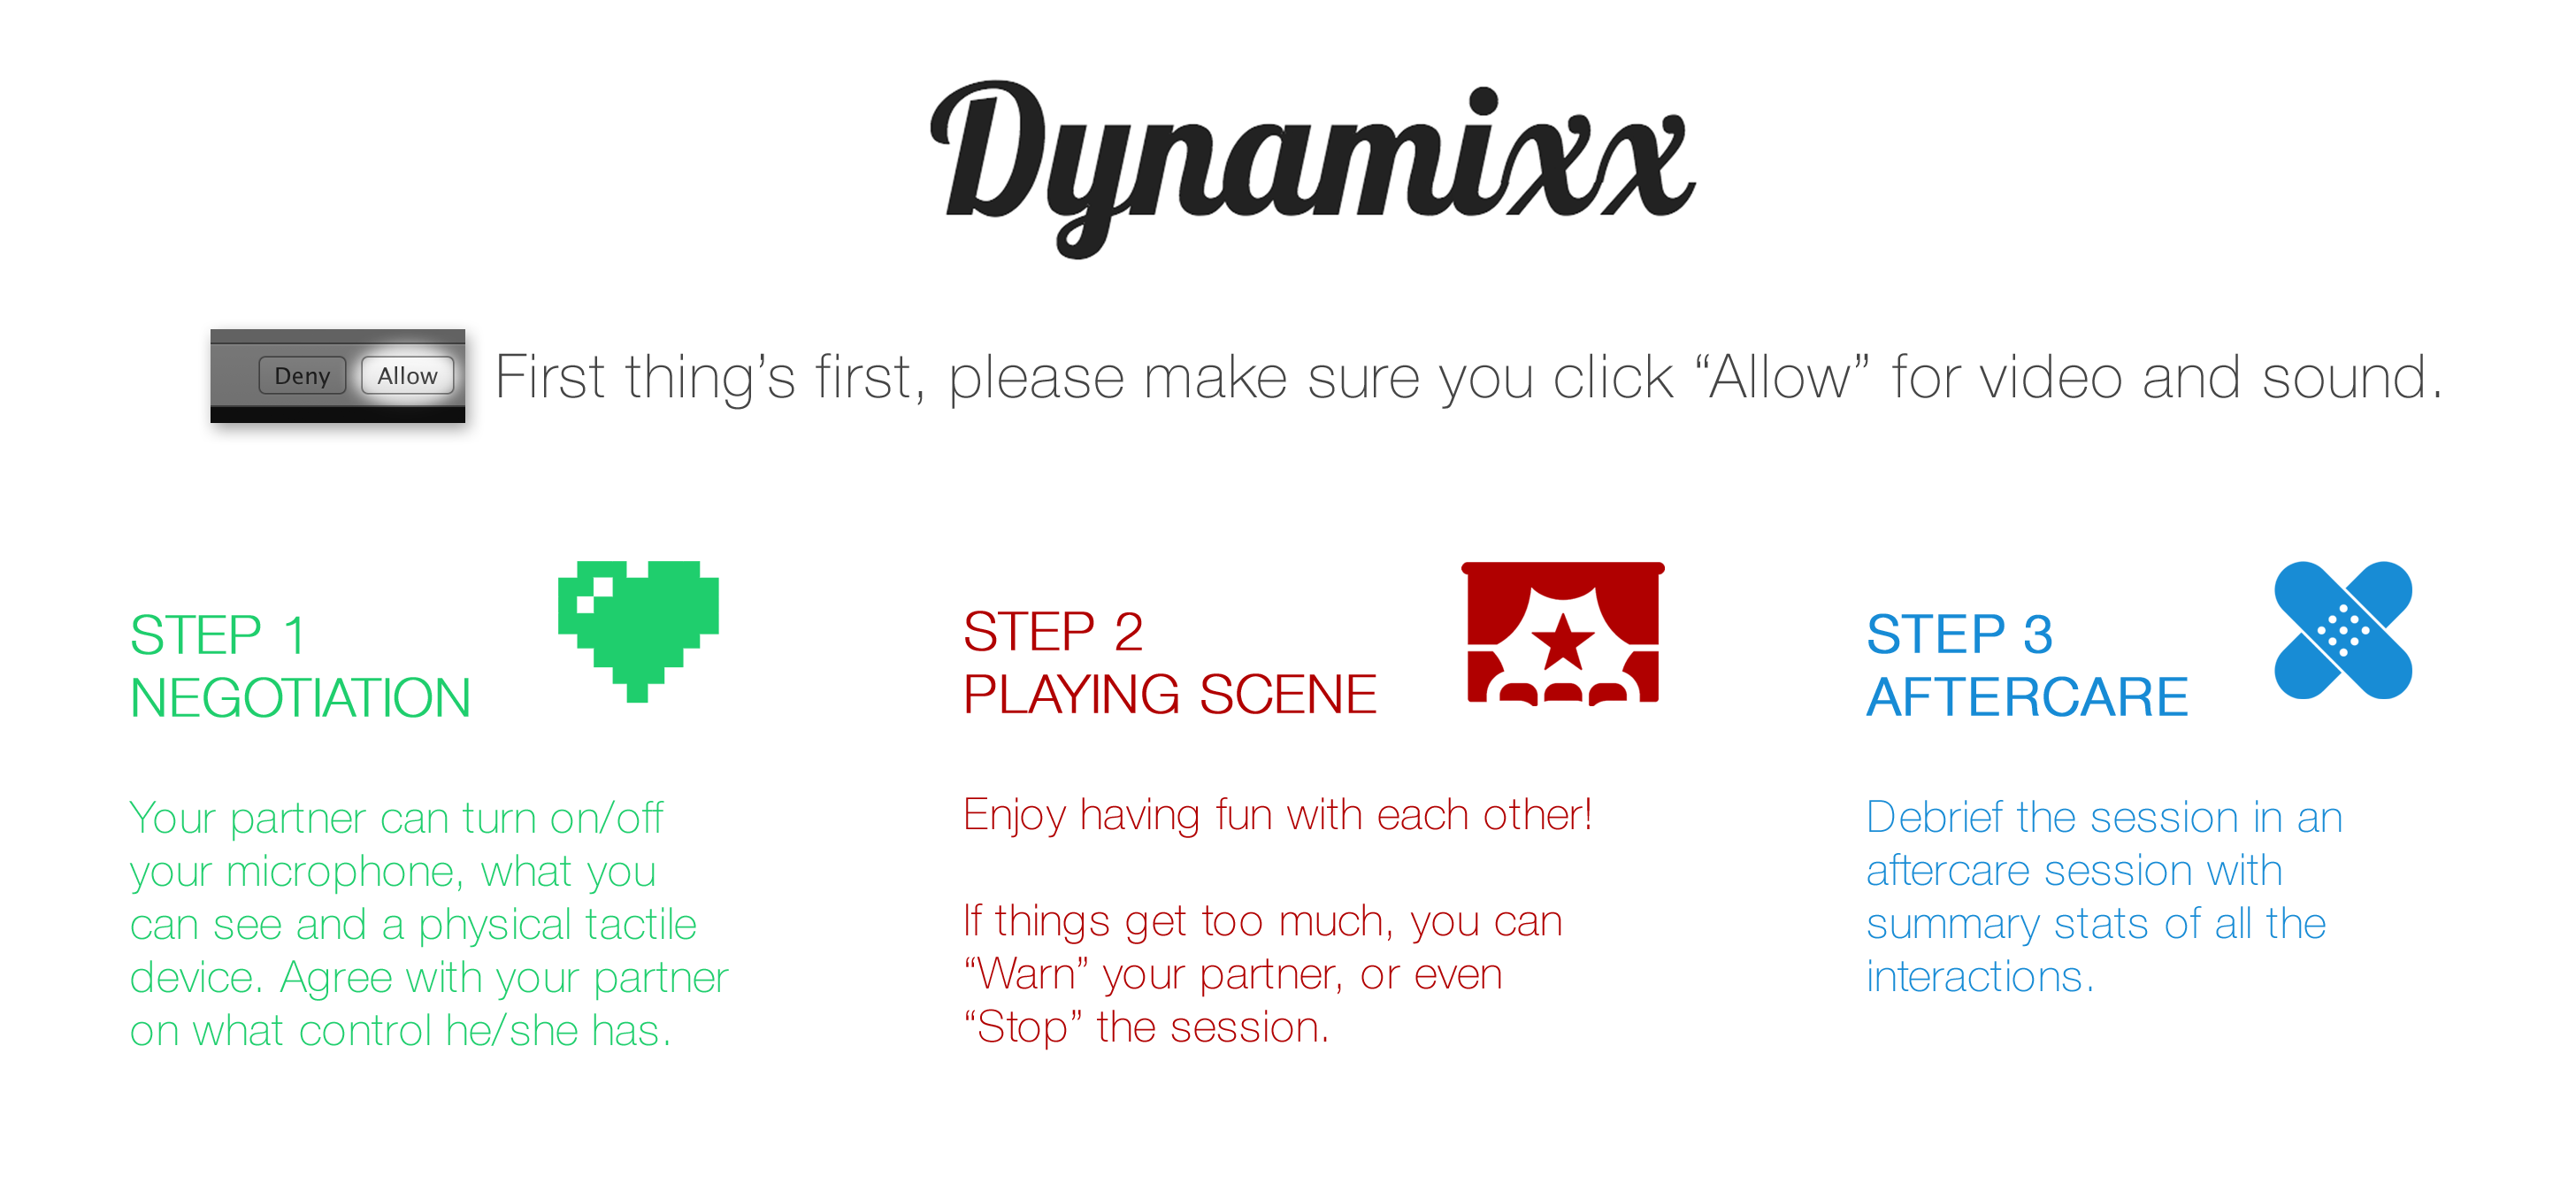 Dynamixx
Deny Allow
First thing’s first, please make sure you click “Allow” for video and sound.
STEP 1
NEGOTIATION
Your partner can turn on/off
your microphone, what you
can see and a physical tactile
device. Agree with your partner
on what control he/she has.
STEP 2
PLAYING SCENE
Enjoy having fun with each other!
If things get too much, you can
“Warn” your partner, or even
“Stop” the session.
STEP 3
AFTERCARE
Debrief the session in an
aftercare session with
summary stats of all the
interactions.